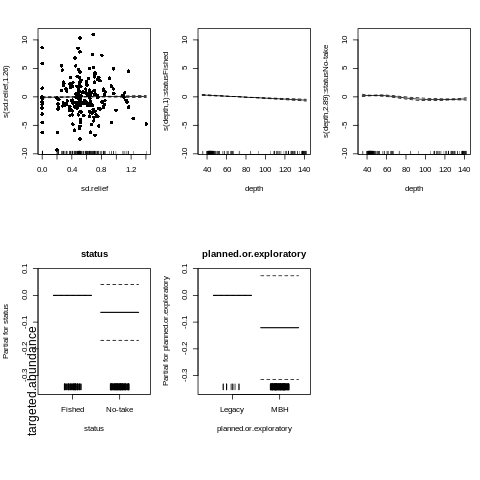 s(sd.relief,1.26)
10
5
0
-5
-10
0.0 0.4 0.8 1.2
sd.relief
s(depth,1):statusFished
10
5
0
-5
-10
40 60 80 100 120 140
depth
s(depth,2.89):statusNo-take
10
5
0
-5
-10
40 60 80 100 120 140
depth
status
Partial for status
0.1
0.0
-0.1
-0.2
-0.3
Fished No-take
status
planned.or.exploratory
Partial for planned.or.exploratory
0.1
0.0
-0.1
-0.2
-0.3
Legacy MBH
planned.or.exploratory
targeted.abundance